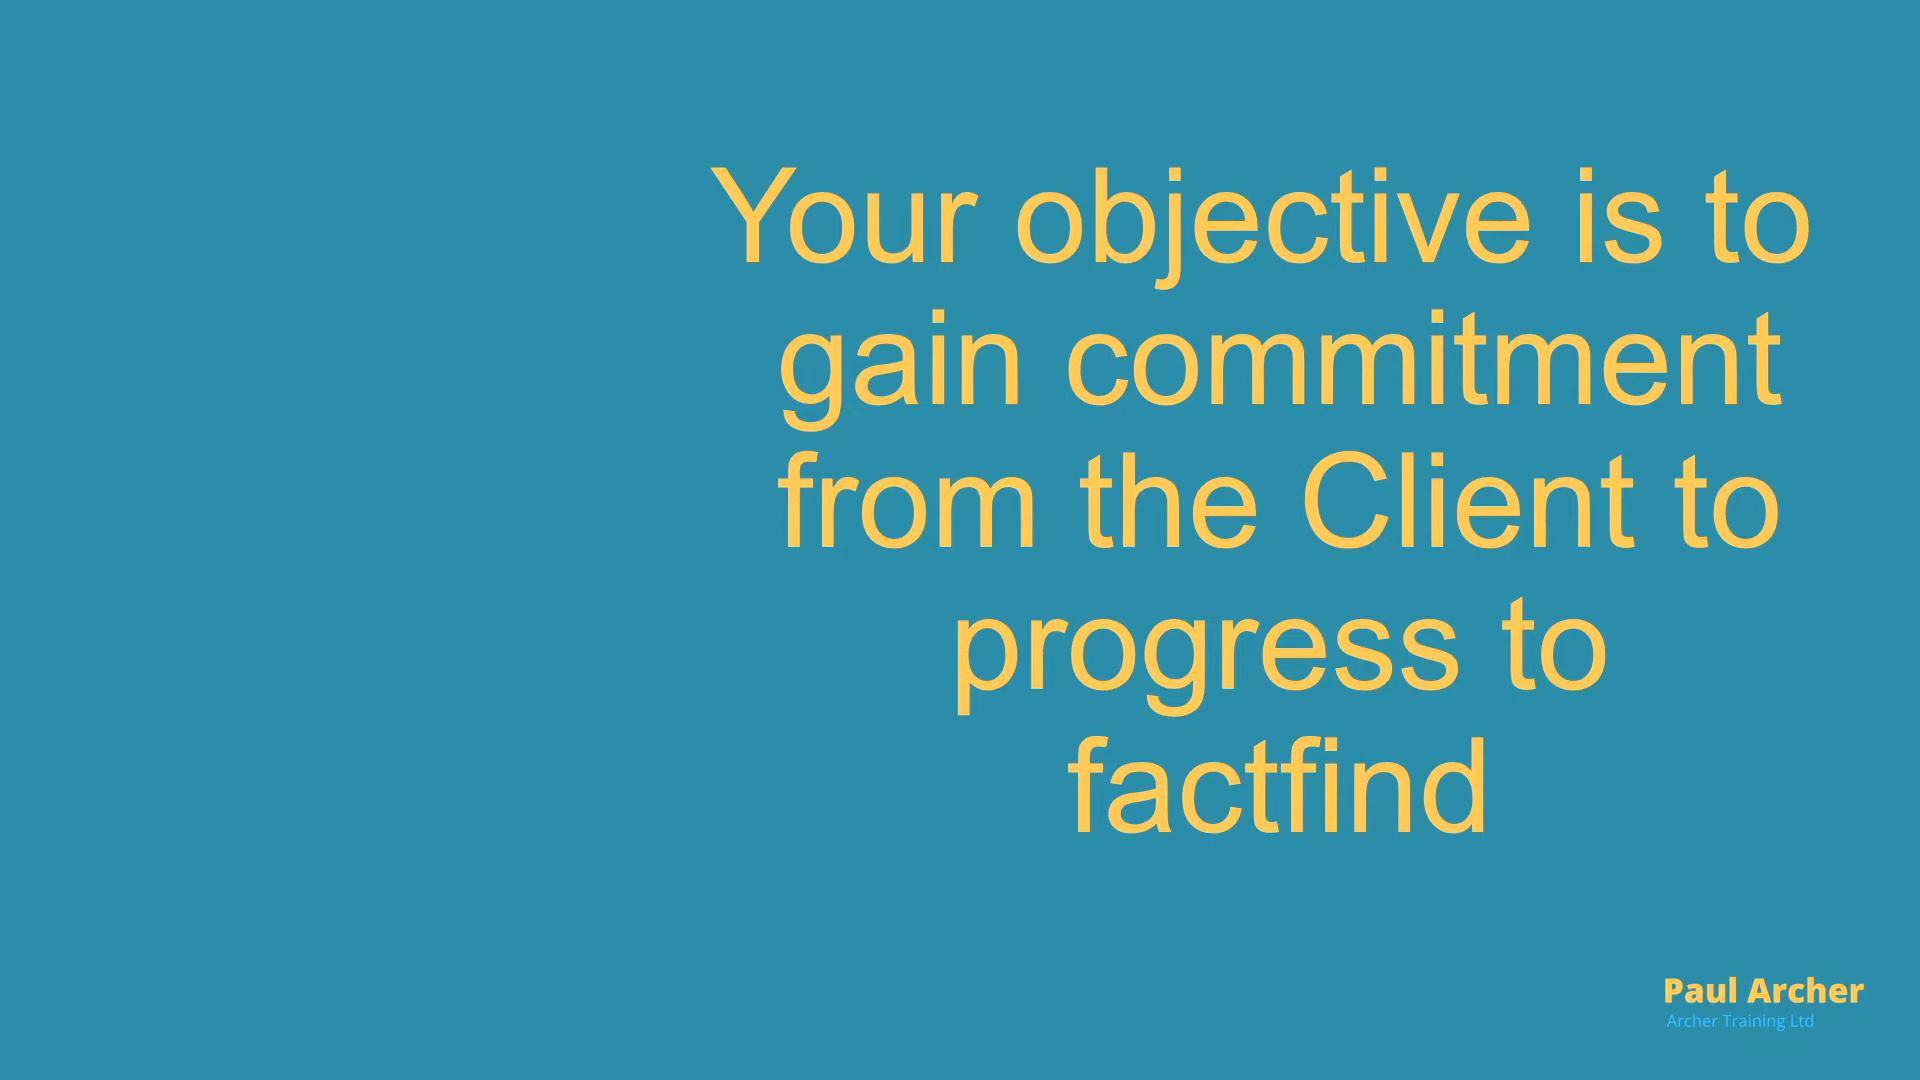 Your objective is to
gain commitment
from the Client to
progress to
factfind
Paul Archer
Archer Training Ltd